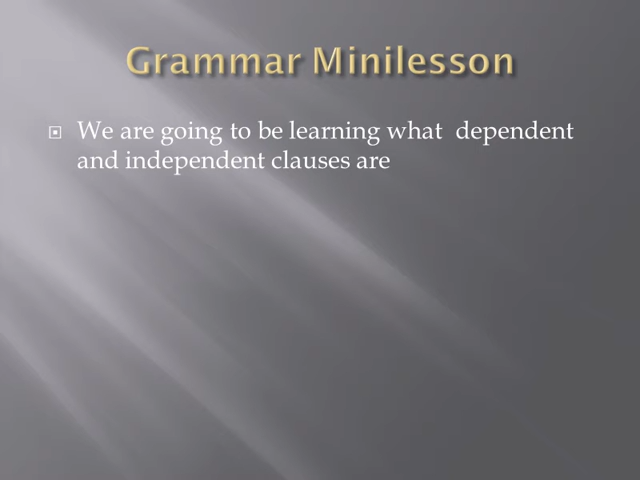 Grammar Minilesson
We are going to be learning what  dependent
and independent clauses are